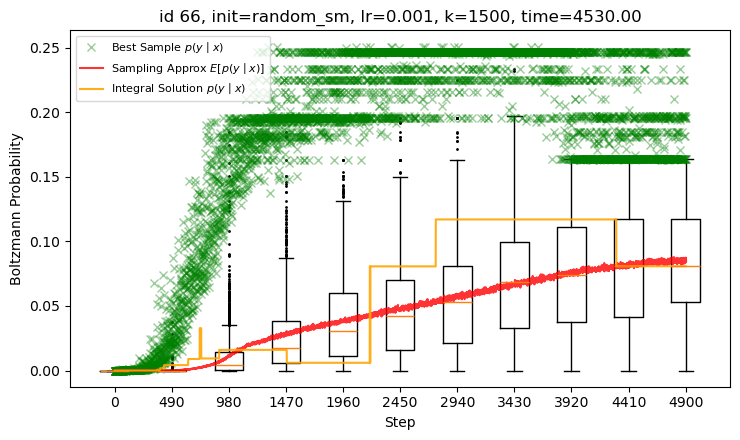 id 66, init=random_sm, lr=0.001, k=1500, time=4530.00
Best Sample p(y | x)
Sampling Approx E[p(y | x)]
Integral Solution p(y | x)
Boltzmann Probability
0.25
0.20
0.15
0.10
0.05
0.00
0 490 980 1470 1960 2450 2940 3430 3920 4410 4900
Step